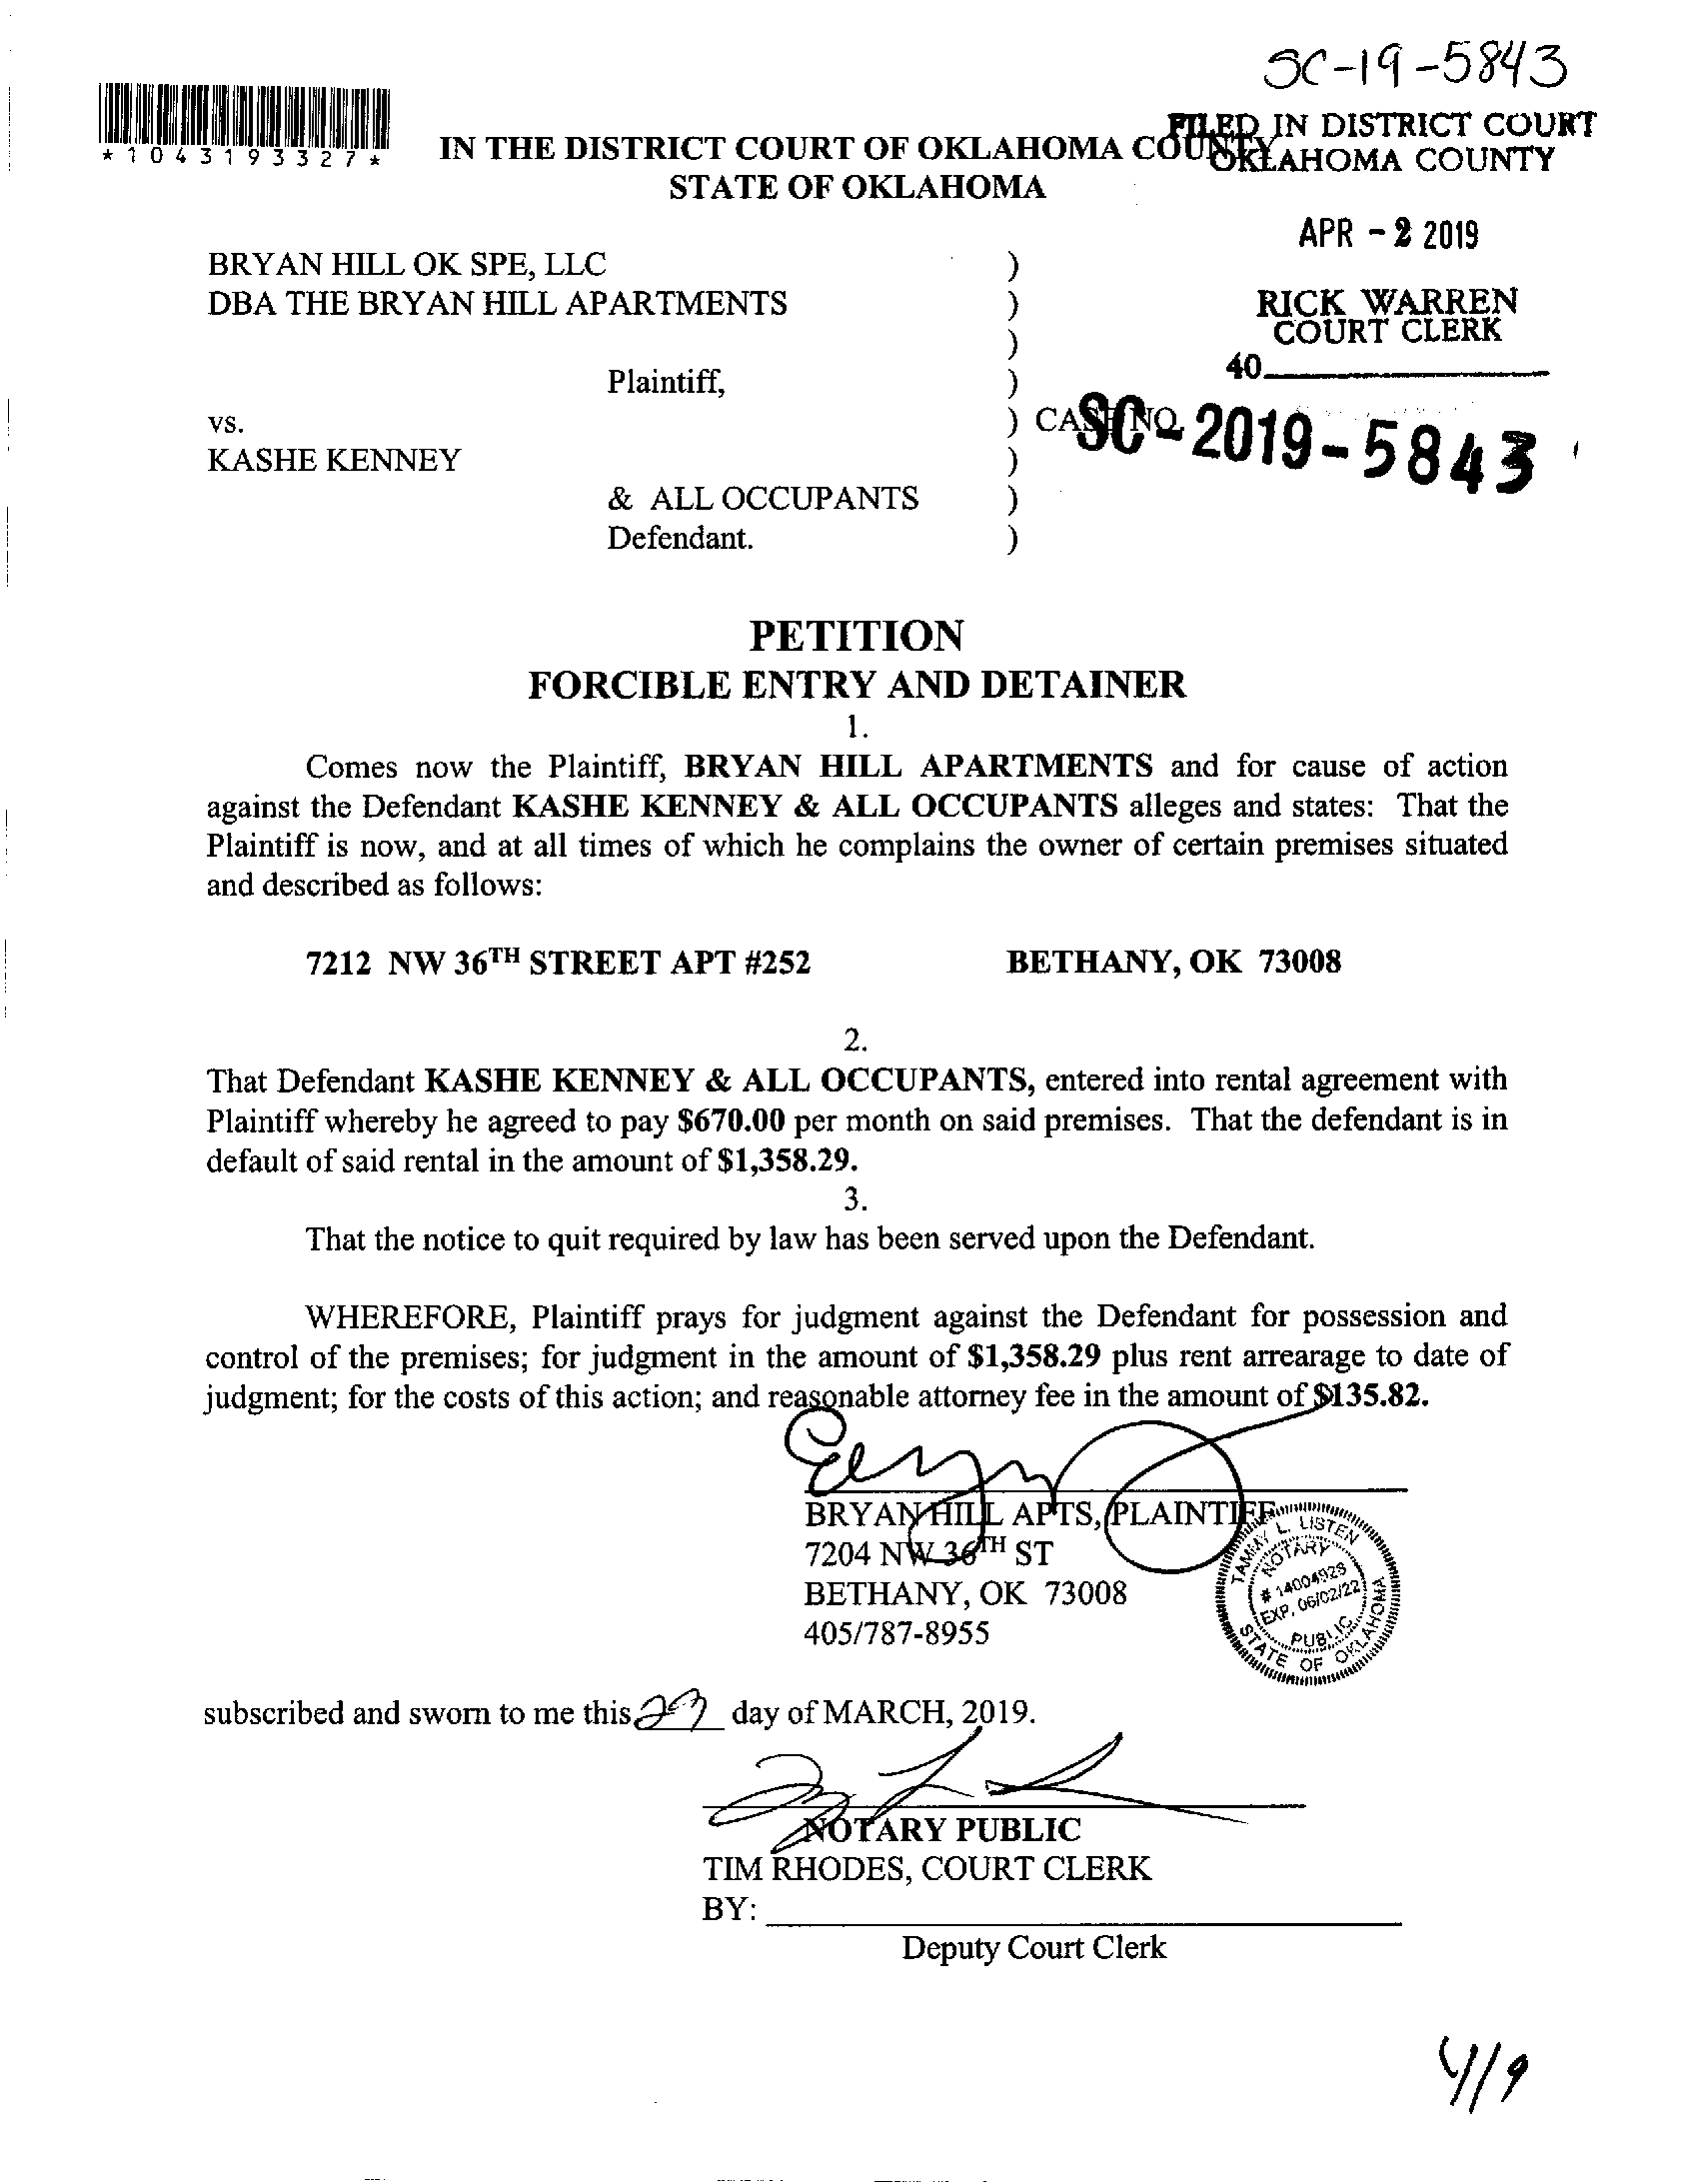 SC-19-5843
*1043193327*
IN THE DISTRICT COURT OF OKLAHOMA COUNTY
STATE OF OKLAHOMA
FILED IN DISTRICT COURT
OKLAHOMA COUNTY
APR - 2 2019
RICK WARREN
COURT CLERK
40
BRYAN HILL OK SPE, LLC )
DBA THE BRYAN HILL APARTMENTS )
)
Plaintiff, )
vs. ) CASE NO.
SC-2019-5843
KASHE KENNEY )
& ALL OCCUPANTS )
Defendant. )
PETITION
FORCIBLE ENTRY AND DETAINER
1.
Comes now the Plaintiff, BRYAN HILL APARTMENTS and for cause of action
against the Defendant KASHE KENNEY & ALL OCCUPANTS alleges and states: That the
Plaintiff is now, and at all times of which he complains the owner of certain premises situated
and described as follows:
7212 NW 36TH STREET APT #252 BETHANY, OK 73008
2.
That Defendant KASHE KENNEY & ALL OCCUPANTS, entered into rental agreement with
Plaintiff whereby he agreed to pay $670.00 per month on said premises. That the defendant is in
default of said rental in the amount of $1,358.29.
3.
That the notice to quit required by law has been served upon the Defendant.
WHEREFORE, Plaintiff prays for judgment against the Defendant for possession and
control of the premises; for judgment in the amount of $1,358.29 plus rent arrearage to date of
judgment; for the costs of this action; and reasonable attorney fee in the amount of $135.82.
BRYAN HILL APTS, PLAINTIFF
7204 NW 36TH ST
BETHANY, OK 73008
405/787-8955
TAMMY L. LISTEN
NOTARY
# 14004928
EXP. 06/02/22
PUBLIC
STATE OF OKLAHOMA
subscribed and sworn to me this day of MARCH, 2019.
NOTARY PUBLIC
TIM RHODES, COURT CLERK
BY:
Deputy Court Clerk
4/19